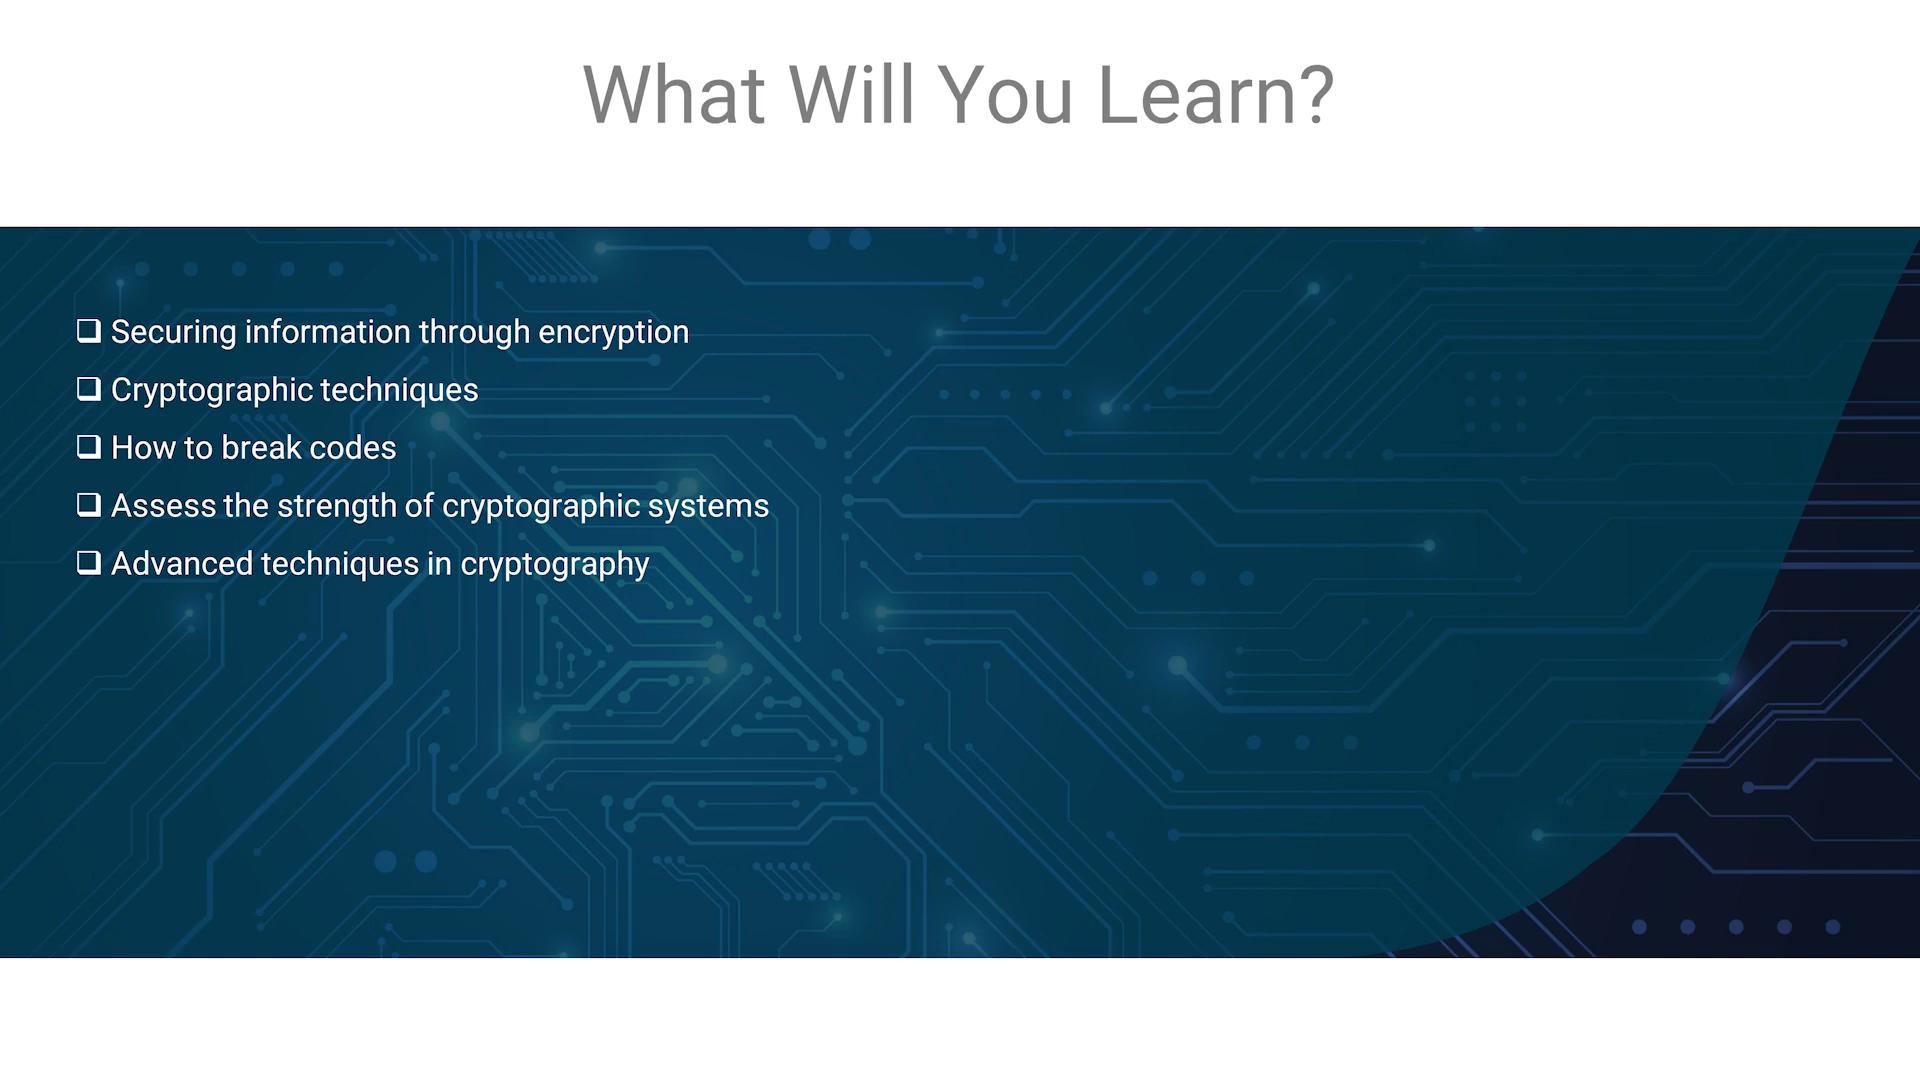 What Will You Learn?
❑ Securing information through encryption
❑ Cryptographic techniques
❑ How to break codes
❑ Assess the strength of cryptographic systems
❑ Advanced techniques in cryptography